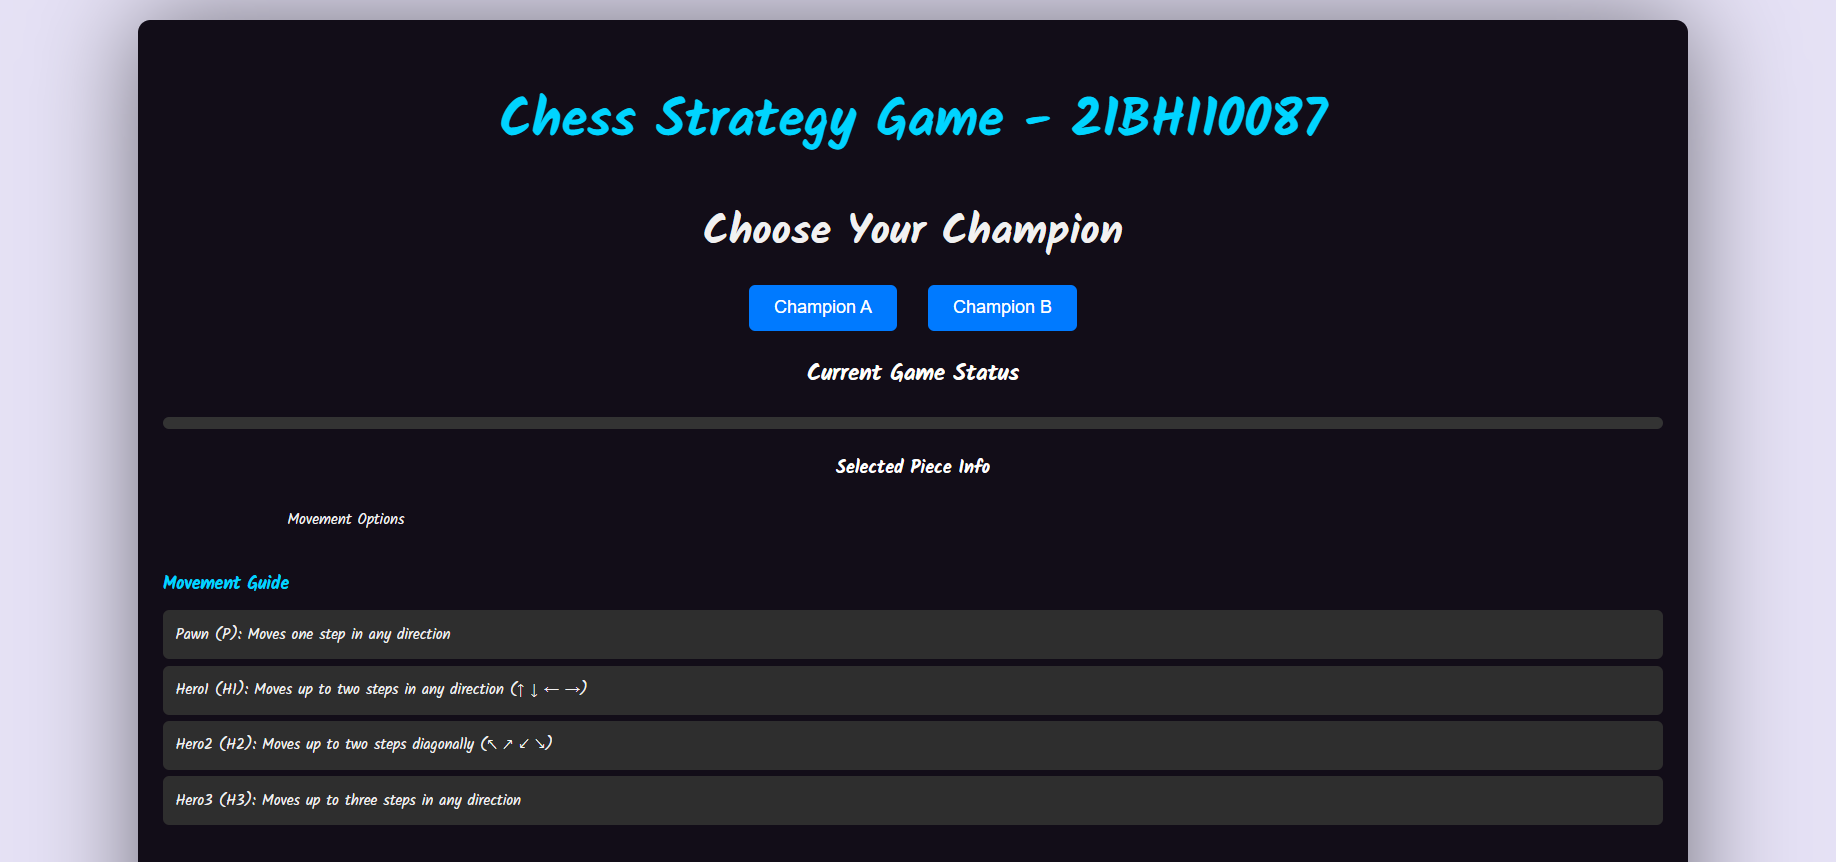 Chess Strategy Game - 21BHI10087
Choose Your Champion
Champion A Champion B
Current Game Status
Selected Piece Info
Movement Options
Movement Guide
Pawn (P): Moves one step in any direction
Hero1 (H1): Moves up to two steps in any direction (↑ ↓ ← →)
Hero2 (H2): Moves up to two steps diagonally (↖ ↗ ↙ ↘)
Hero3 (H3): Moves up to three steps in any direction